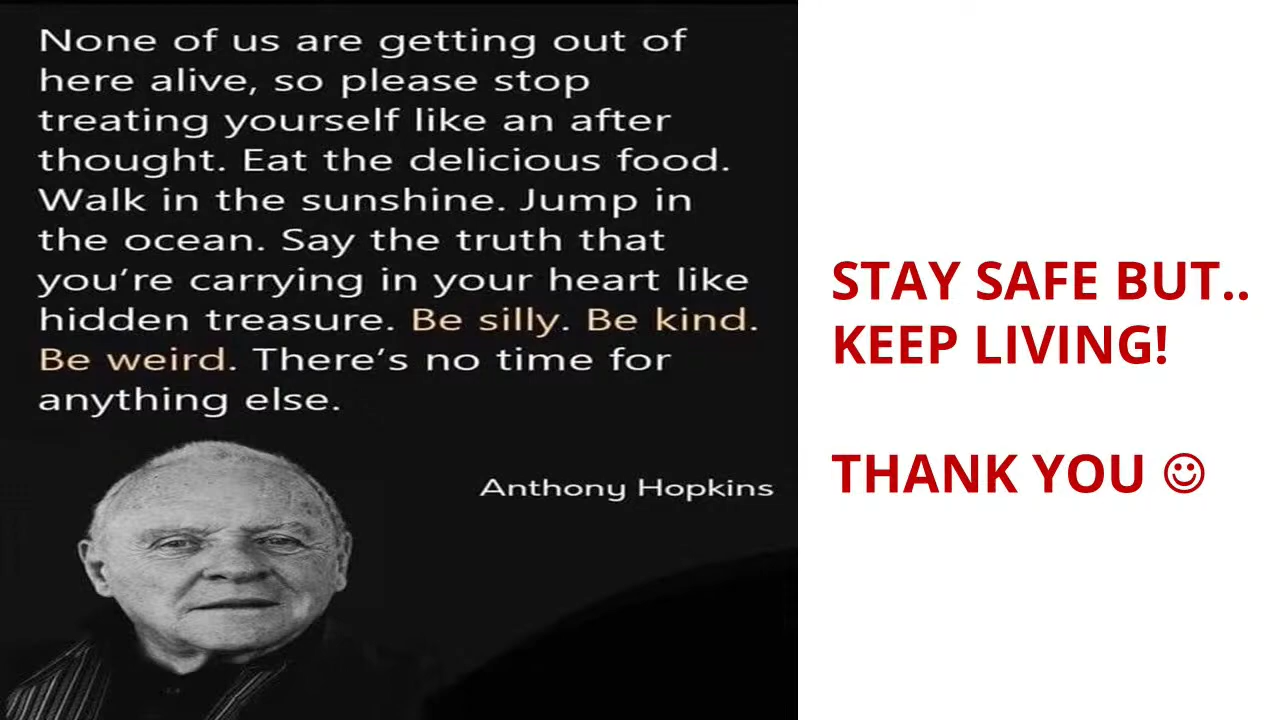 None of us are getting out of
here alive, so please stop
treating yourself like an after
thought. Eat the delicious food.
Walk in the sunshine. Jump in
the ocean. Say the truth that
you’re carrying in your heart like
hidden treasure. Be silly. Be kind.
Be weird. There’s no time for
anything else.
Anthony Hopkins
STAY SAFE BUT..
KEEP LIVING!
THANK YOU ☺